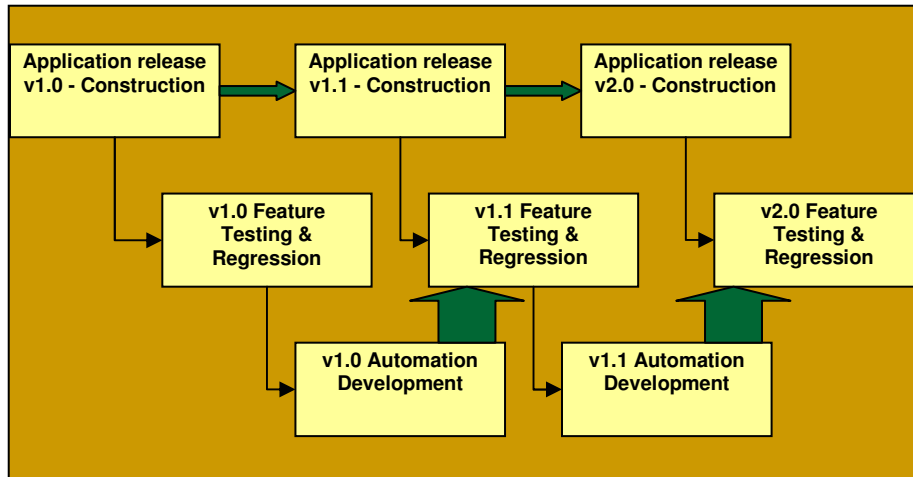 Application release
v1.0 - Construction
Application release
v1.1 - Construction
Application release
v2.0 - Construction
v1.0 Feature
Testing &
Regression
v1.1 Feature
Testing &
Regression
v2.0 Feature
Testing &
Regression
v1.0 Automation
Development
v1.1 Automation
Development